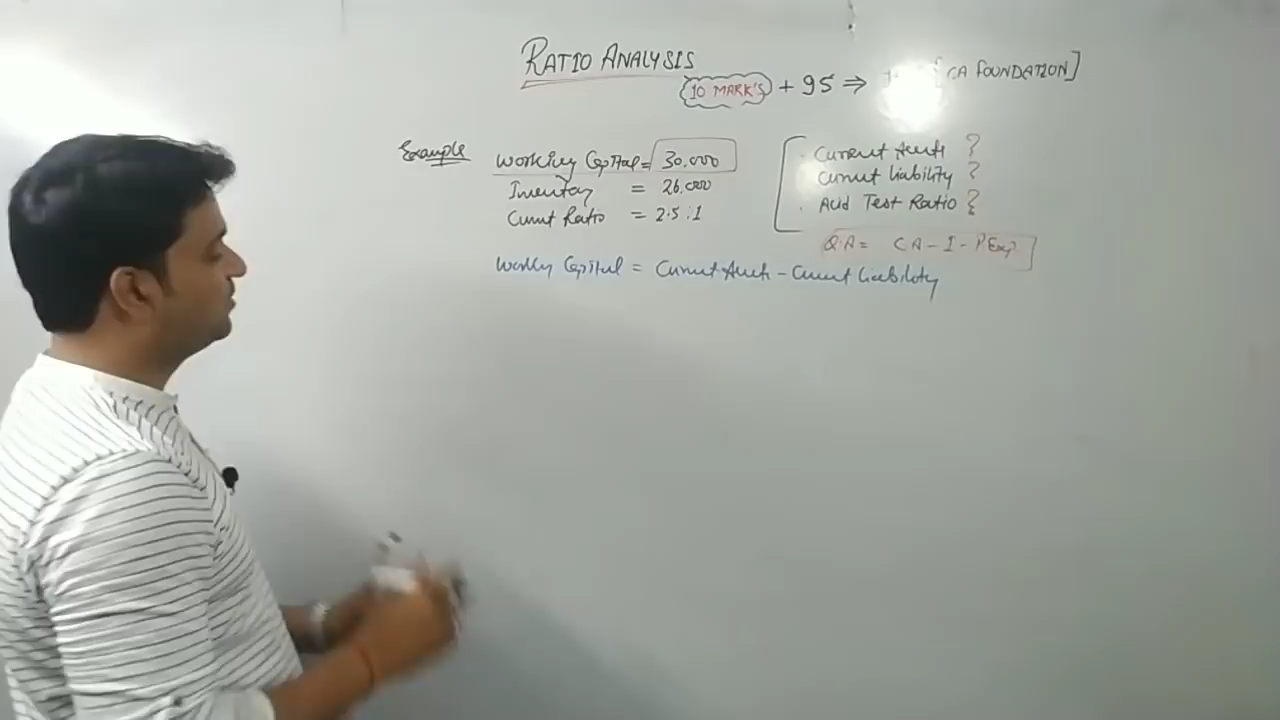 RATIO ANALYSIS
10 MARK'S + 95 ⇒ [CA FOUNDATION]
Example
Working Capital = 30,000
Inventory = 26,000
Current Ratio = 2.5:1
Current Assets ?
Current liability ?
Acid Test Ratio ?
Q.A = CA - I - P.Exp
Working Capital = Current Assets - Current liability